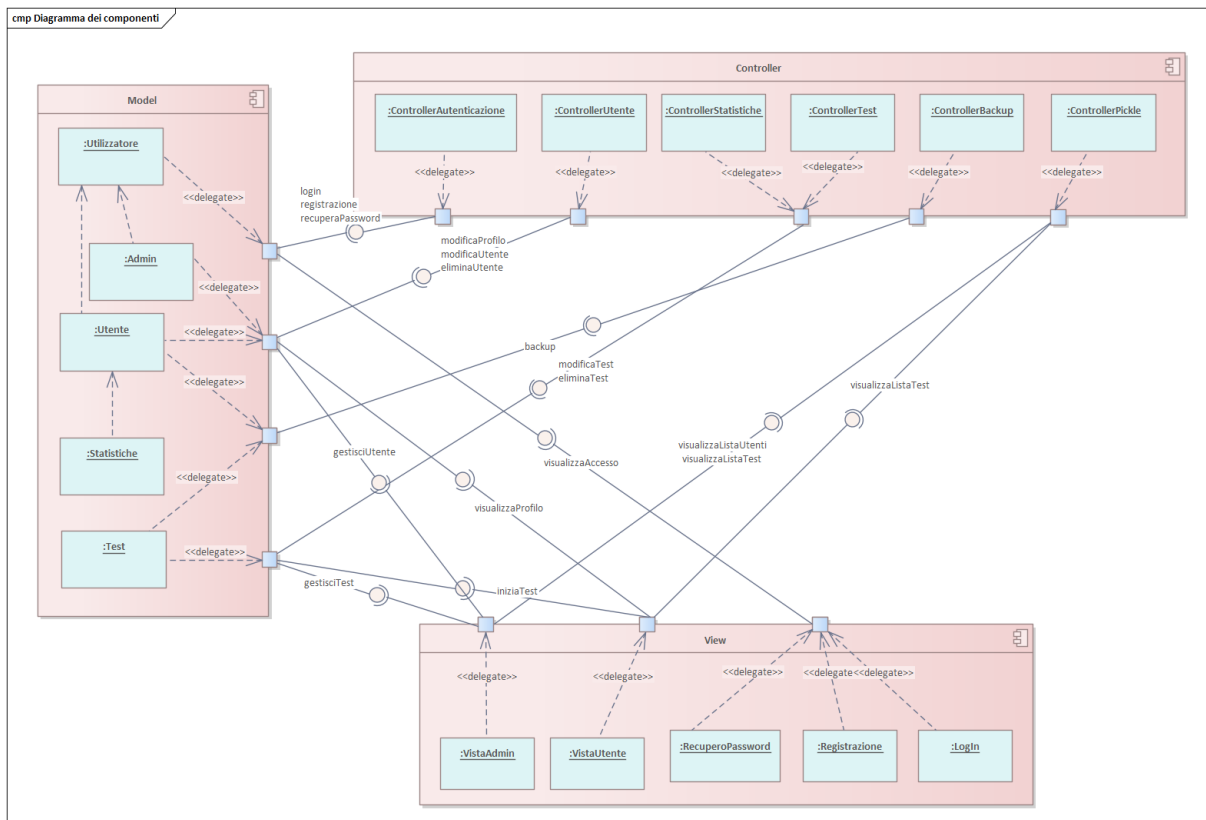 cmp Diagramma dei componenti
Controller
:ControllerAutenticazione
:ControllerUtente
:ControllerStatistiche
:ControllerTest
:ControllerBackup
:ControllerPickle
<<delegate>>
<<delegate>>
<<delegate>>
<<delegate>>
<<delegate>>
<<delegate>>
Model
:Utilizzatore
<<delegate>>
:Admin
<<delegate>>
:Utente
<<delegate>>
<<delegate>>
:Statistiche
<<delegate>>
:Test
<<delegate>>
login
registrazione
recuperaPassword
modificaProfilo
modificaUtente
eliminaUtente
backup
modificaTest
eliminaTest
visualizzaListaTest
gestisciUtente
visualizzaAccesso
visualizzaListaUtenti
visualizzaListaTest
visualizzaProfilo
gestisciTest
iniziaTest
View
<<delegate>>
<<delegate>>
<<delegate>>
<<delegate>>
<<delegate>>
:VistaAdmin
:VistaUtente
:RecuperoPassword
:Registrazione
:LogIn